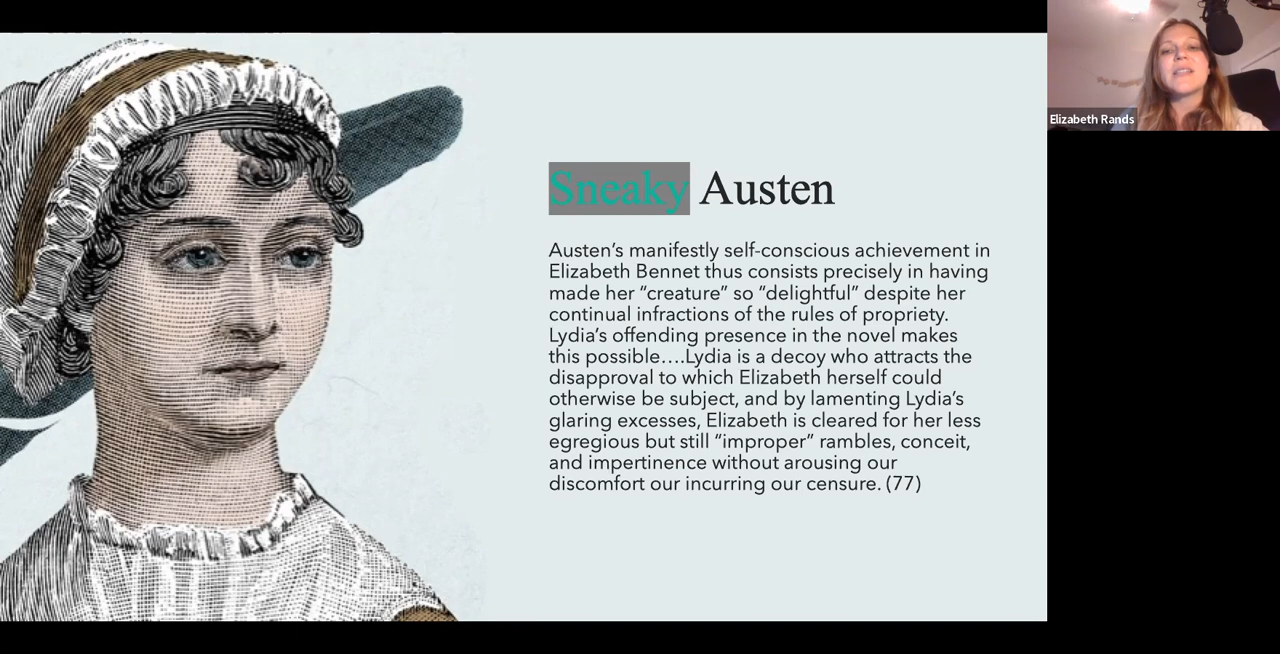 Sneaky Austen
Austen’s manifestly self-conscious achievement in
Elizabeth Bennet thus consists precisely in having
made her “creature” so “delightful” despite her
continual infractions of the rules of propriety.
Lydia’s offending presence in the novel makes
this possible….Lydia is a decoy who attracts the
disapproval to which Elizabeth herself could
otherwise be subject, and by lamenting Lydia’s
glaring excesses, Elizabeth is cleared for her less
egregious but still “improper” rambles, conceit,
and impertinence without arousing our
discomfort our incurring our censure. (77)
Elizabeth Rands